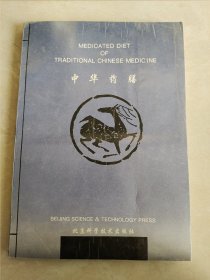 MEDICATED DIET
OF
TRADITIONAL CHINESE MEDICINE
中华药膳
BEIJING SCIENCE & TECHNOLOGY PRESS
北京科学技术出版社